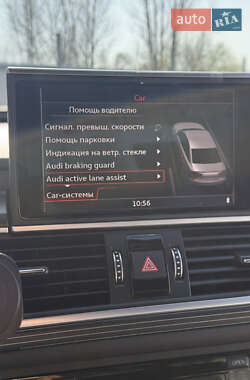 AUTO.RIA
Car
Помощь водителю
Сигнал. превыш. скорости
Помощь парковки
Индикация на ветр. стекле
Audi braking guard
Audi active lane assist
Car-системы
10:56
OPEN